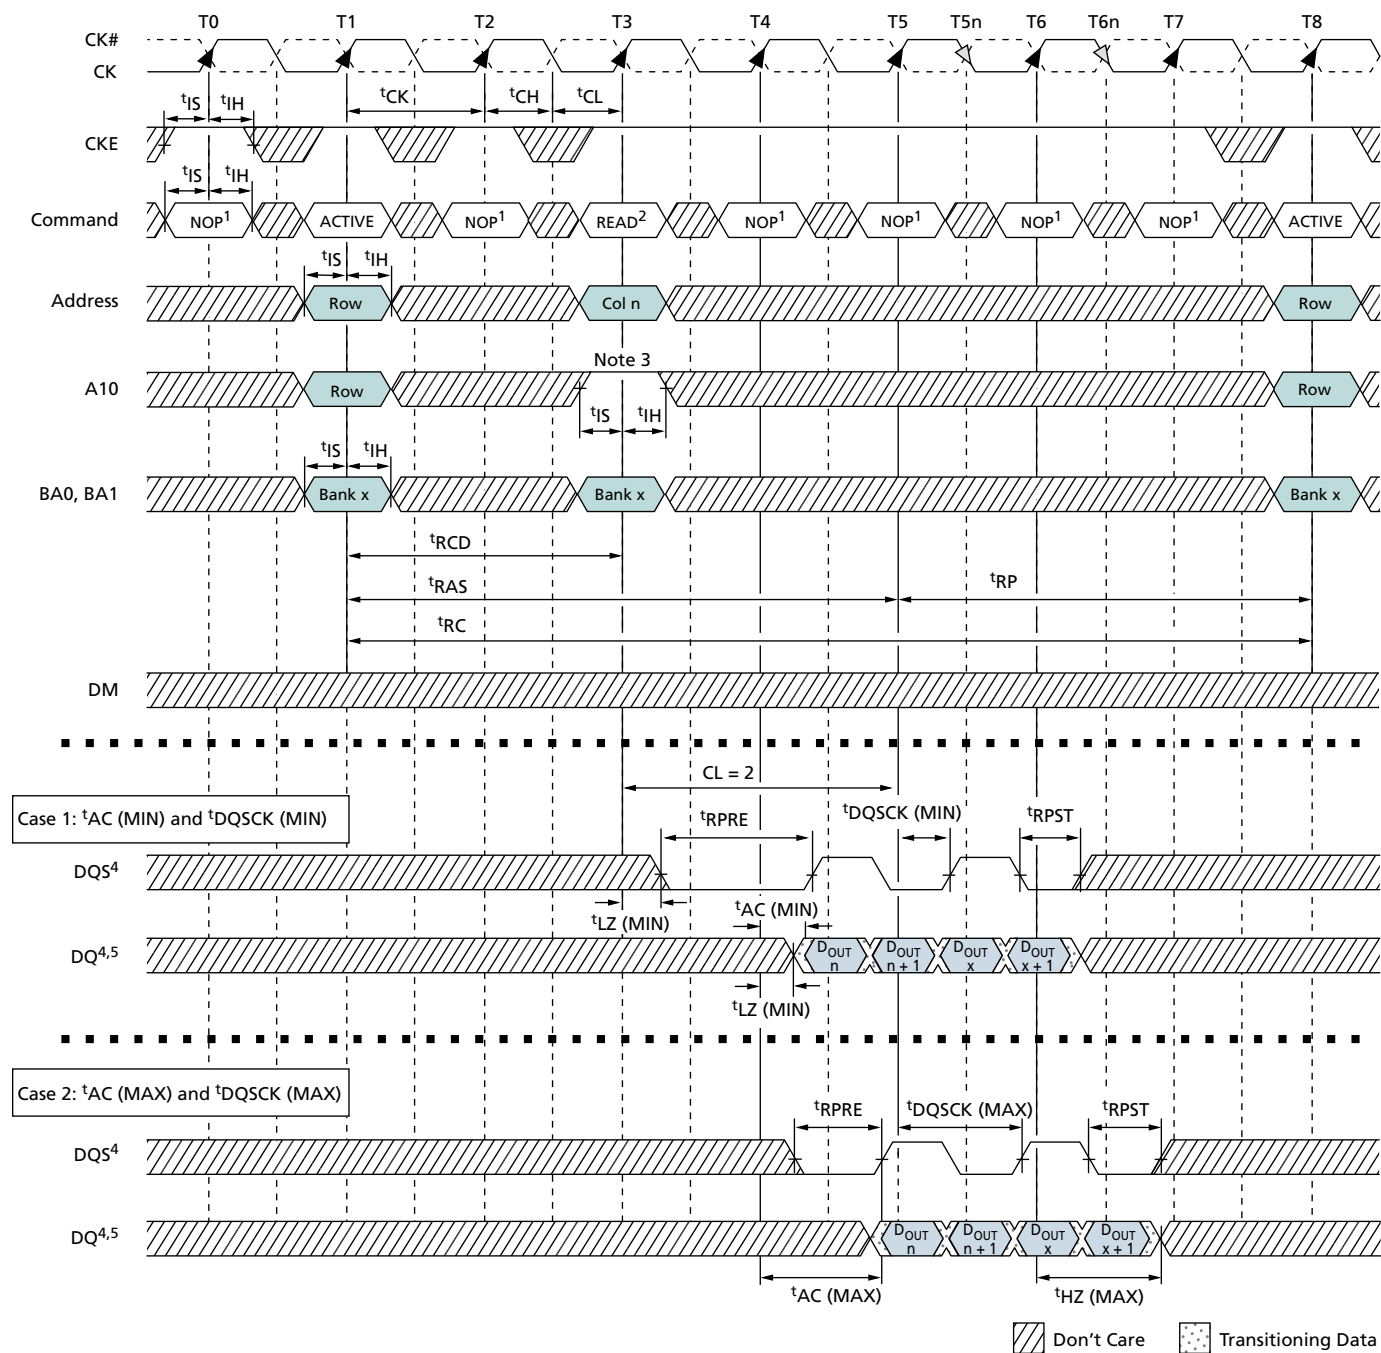 T0 T1 T2 T3 T4 T5 T5n T6 T6n T7 T8
CK#
CK
tIS tIH tCK tCH tCL
CKE
tIS tIH
Command NOP1 ACTIVE NOP1 READ2 NOP1 NOP1 NOP1 NOP1 ACTIVE
tIS tIH
Address Row Col n Row
Note 3
A10 Row Row
tIS tIH
tIS tIH
BA0, BA1 Bank x Bank x Bank x
tRCD
tRAS tRP
tRC
DM
CL = 2
Case 1: tAC (MIN) and tDQSCK (MIN)
tRPRE tDQSCK (MIN) tRPST
DQS4
tLZ (MIN) tAC (MIN)
DQ4,5 DOUT n DOUT n + 1 DOUT x DOUT x + 1
tLZ (MIN)
Case 2: tAC (MAX) and tDQSCK (MAX)
tRPRE tDQSCK (MAX) tRPST
DQS4
DQ4,5 DOUT n DOUT n + 1 DOUT x DOUT x + 1
tAC (MAX) tHZ (MAX)
Don't Care Transitioning Data